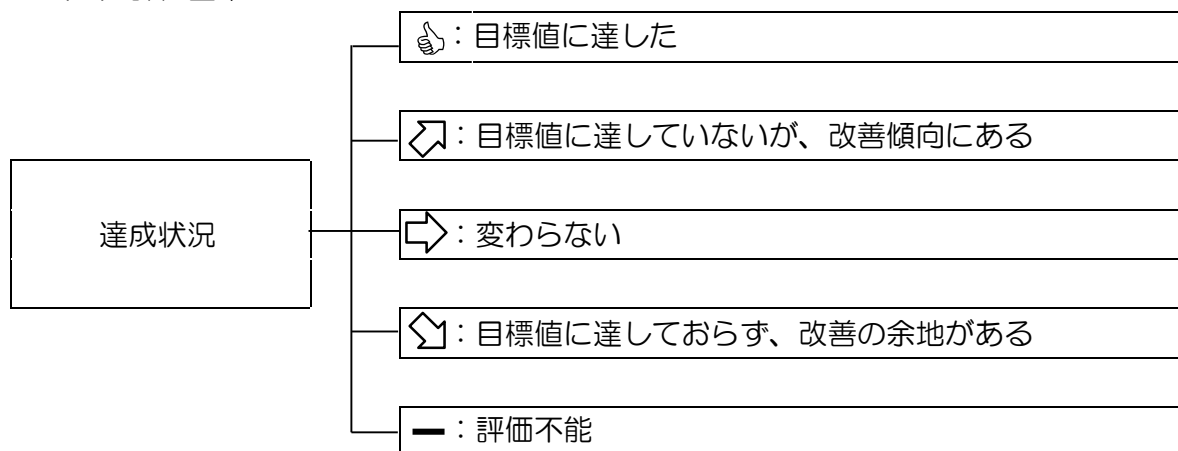 👍：目標値に達した
：目標値に達していないが、改善傾向にある
達成状況
：変わらない
：目標値に達しておらず、改善の余地がある
ー：評価不能